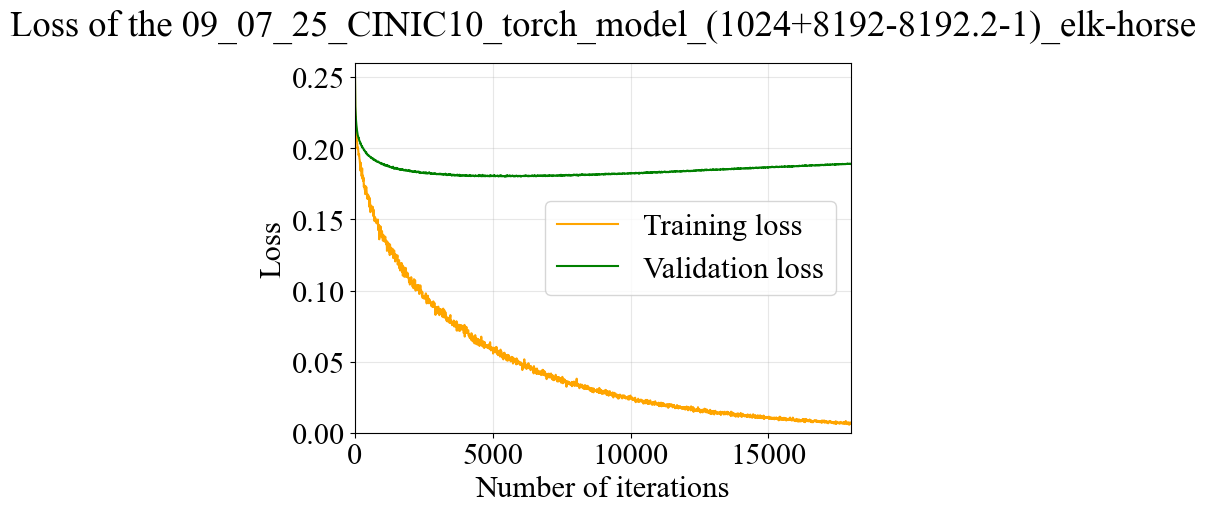 Loss of the 09_07_25_CINIC10_torch_model_(1024+8192-8192.2-1)_elk-horse
0.25
0.20
0.15
0.10
0.05
0.00
Loss
Training loss
Validation loss
0 5000 10000 15000
Number of iterations